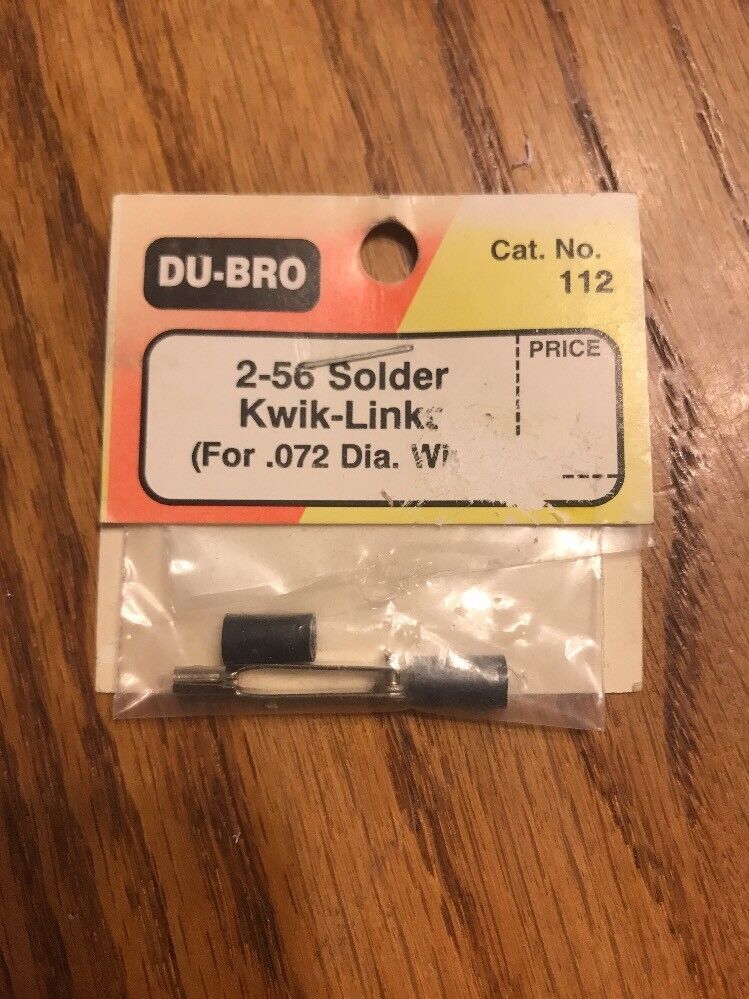 DU-BRO
Cat. No.
112
2-56 Solder
Kwik-Link
PRICE
(For .072 Dia.